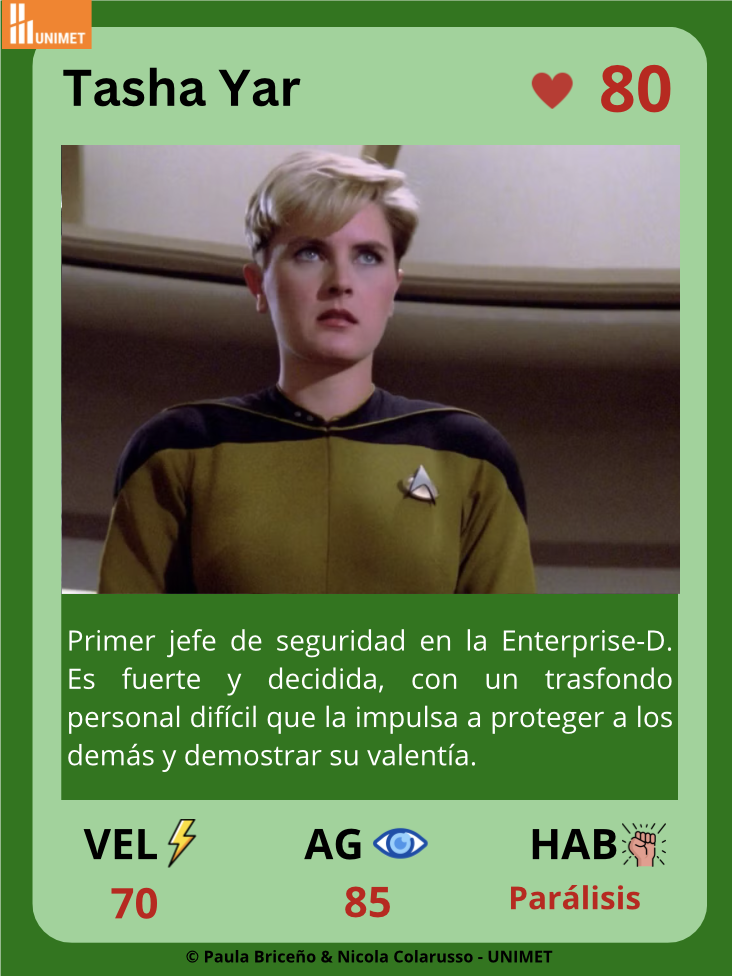 UNIMET
Tasha Yar
80
Primer jefe de seguridad en la Enterprise-D.
Es fuerte y decidida, con un trasfondo
personal difícil que la impulsa a proteger a los
demás y demostrar su valentía.
VEL AG HAB
70 85 Parálisis
© Paula Briceño & Nicola Colarusso - UNIMET